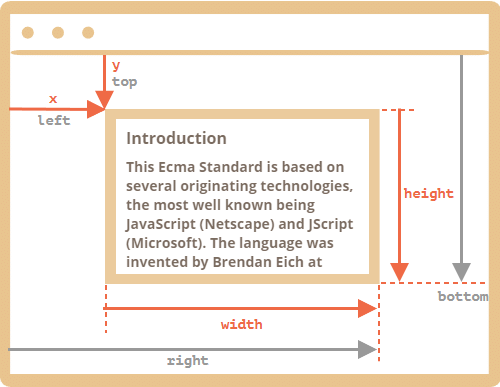 y
top
x
left
Introduction
This Ecma Standard is based on
several originating technologies,
the most well known being
JavaScript (Netscape) and JScript
(Microsoft). The language was
invented by Brendan Eich at
height
bottom
width
right